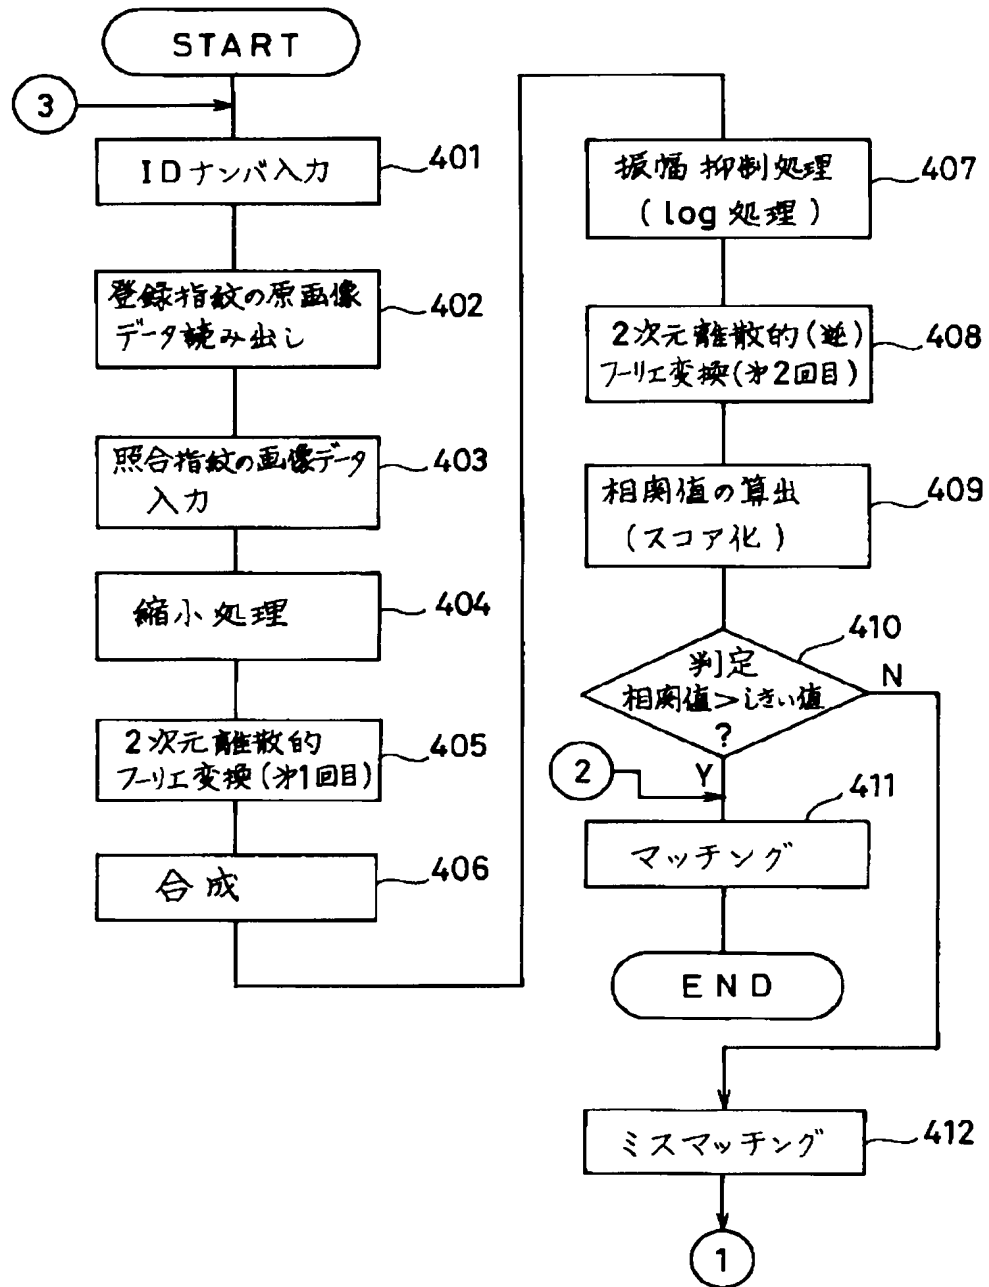 START
3
IDナンバ入力
401
登録指紋の原画像
データ読み出し
402
照合指紋の画像データ
入力
403
縮小処理
404
2次元離散的
フーリエ変換(第1回目)
405
合成
406
振幅抑制処理
(log処理)
407
2次元離散的(逆)
フーリエ変換(第2回目)
408
相関値の算出
(スコア化)
409
判定
相関値>しきい値
?
410
N
Y
2
マッチング
411
END
ミスマッチング
412
1